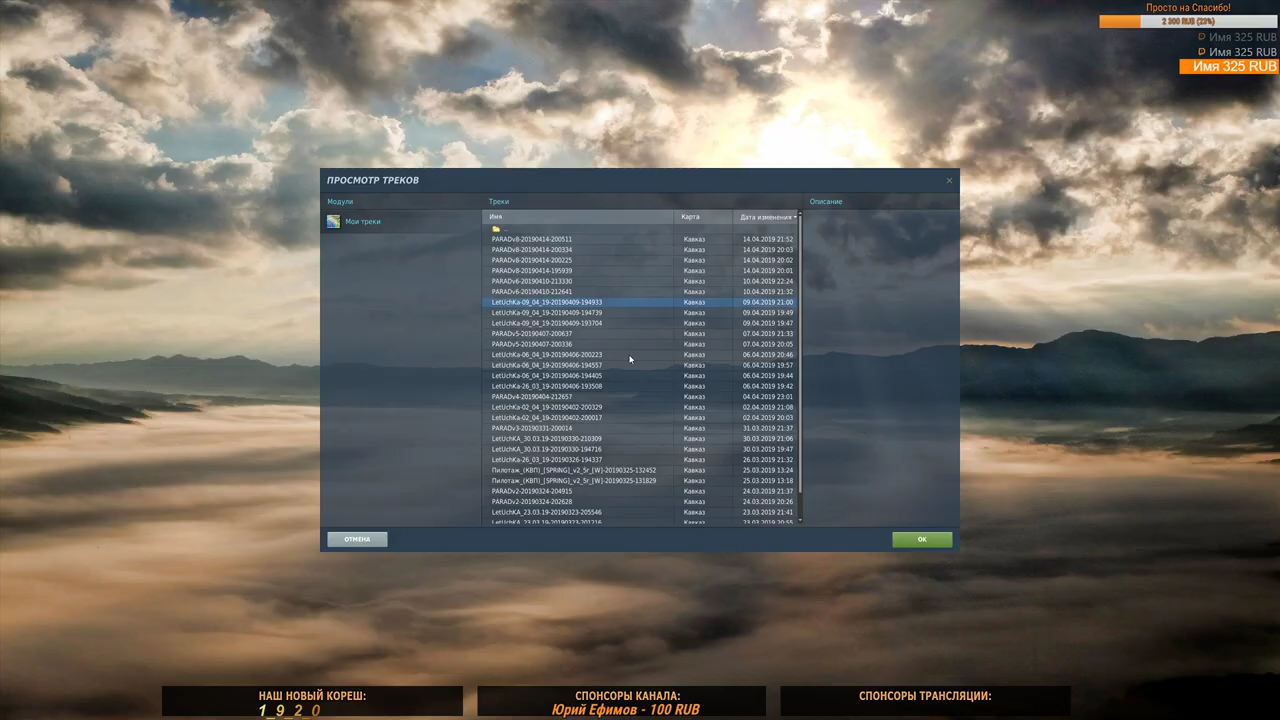 Просто на Спасибо!
2 300 RUB (23%)
Имя 325 RUB
Имя 325 RUB
Имя 325 RUB
ПРОСМОТР ТРЕКОВ
Модули
Треки
Описание
Мои треки
Имя Карта Дата изменения
..
PARADv8-20190414-200511 Кавказ 14.04.2019 21:52
PARADv8-20190414-200334 Кавказ 14.04.2019 20:03
PARADv8-20190414-200225 Кавказ 14.04.2019 20:02
PARADv8-20190414-195939 Кавказ 14.04.2019 20:01
PARADv6-20190410-213330 Кавказ 10.04.2019 22:24
PARADv6-20190410-212641 Кавказ 10.04.2019 21:32
LetUchKa-09_04_19-20190409-194933 Кавказ 09.04.2019 21:00
LetUchKa-09_04_19-20190409-194739 Кавказ 09.04.2019 19:49
LetUchKa-09_04_19-20190409-193704 Кавказ 09.04.2019 19:47
PARADv5-20190407-200637 Кавказ 07.04.2019 21:33
PARADv5-20190407-200336 Кавказ 07.04.2019 20:05
LetUchKa-06_04_19-20190406-200223 Кавказ 06.04.2019 20:46
LetUchKa-06_04_19-20190406-194557 Кавказ 06.04.2019 19:57
LetUchKa-06_04_19-20190406-194405 Кавказ 06.04.2019 19:44
LetUchKa-26_03_19-20190406-193508 Кавказ 06.04.2019 19:42
PARADv4-20190404-212657 Кавказ 04.04.2019 23:01
LetUchKa-02_04_19-20190402-200329 Кавказ 02.04.2019 21:08
LetUchKa-02_04_19-20190402-200017 Кавказ 02.04.2019 20:03
PARADv3-20190331-200014 Кавказ 31.03.2019 21:37
LetUchKA_30.03.19-20190330-210309 Кавказ 30.03.2019 21:06
LetUchKA_30.03.19-20190330-194716 Кавказ 30.03.2019 19:47
LetUchKa-26_03_19-20190326-194337 Кавказ 26.03.2019 21:32
Пилотаж_(КВП)_[SPRING]_v2_5r_[W]-20190325-132452 Кавказ 25.03.2019 13:24
Пилотаж_(КВП)_[SPRING]_v2_5r_[W]-20190325-131829 Кавказ 25.03.2019 13:18
PARADv2-20190324-204915 Кавказ 24.03.2019 21:37
PARADv2-20190324-202628 Кавказ 24.03.2019 20:26
LetUchKA_23.03.19-20190323-205546 Кавказ 23.03.2019 21:41
LetUchKA_23.03.19-20190323-201216 Кавказ 23.03.2019 20:55
ОТМЕНА
ОК
НАШ НОВЫЙ КОРЕШ:
1_9_2_0
СПОНСОРЫ КАНАЛА:
Юрий Ефимов - 100 RUB
СПОНСОРЫ ТРАНСЛЯЦИИ: